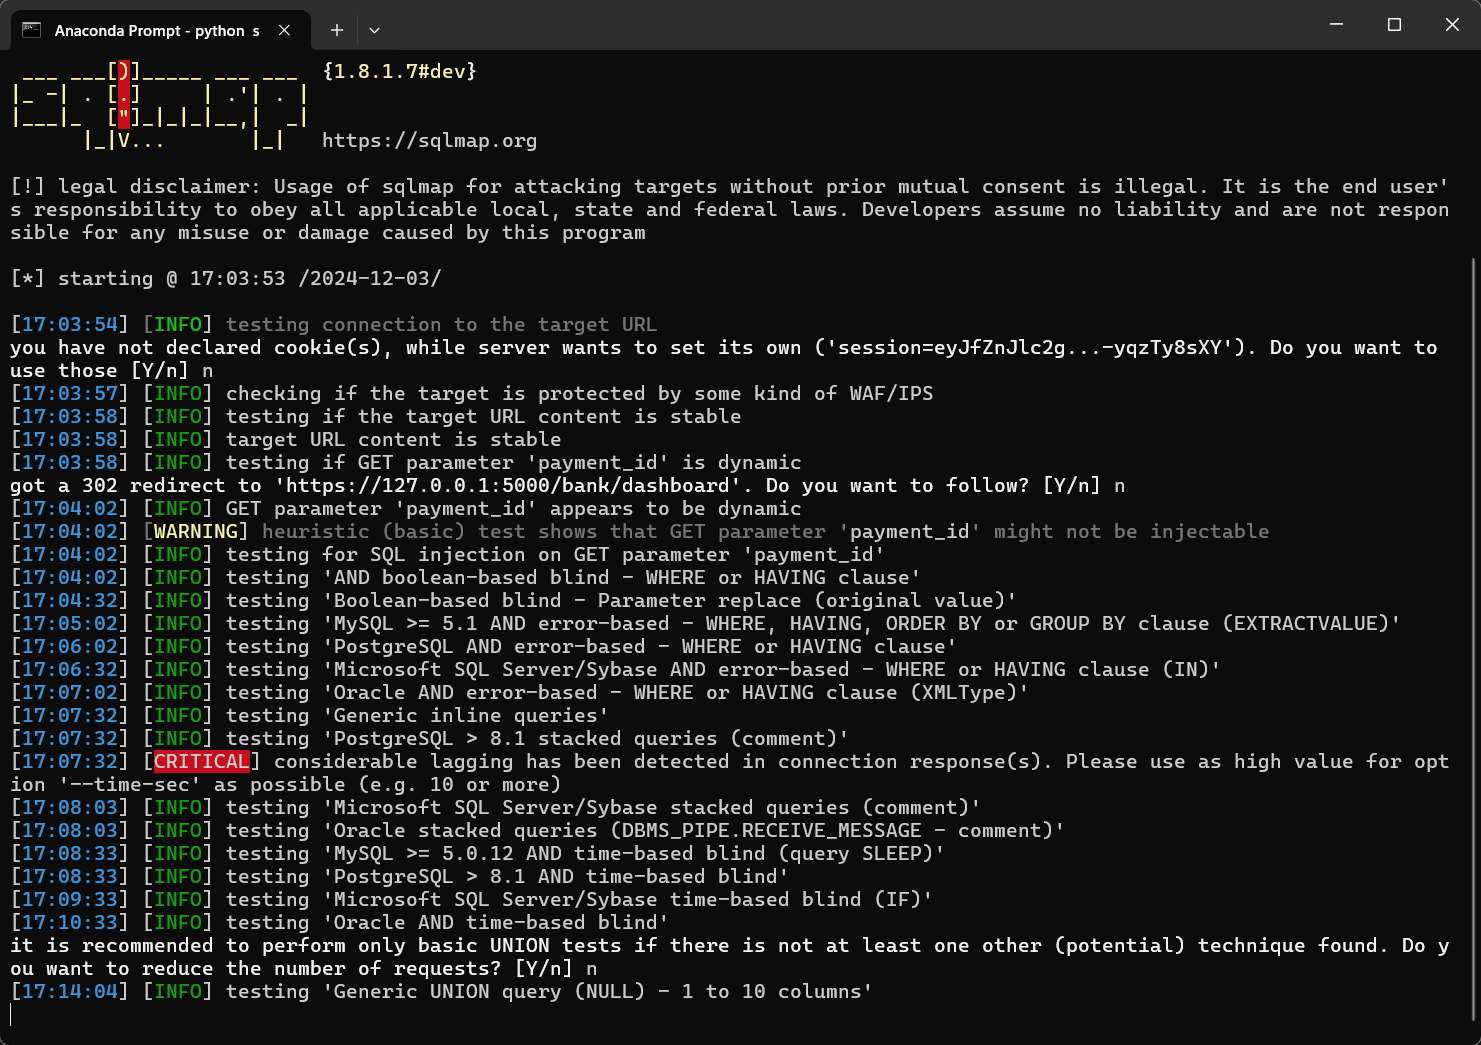 Anaconda Prompt - python  s
 ___ ___[)]_____ ___ ___  {1.8.1.7#dev}
|_ -| . [.]     | .'| . |
|___|_  ["]_|_|_|__,|  _|
      |_|V...       |_|   https://sqlmap.org
[!] legal disclaimer: Usage of sqlmap for attacking targets without prior mutual consent is illegal. It is the end user'
s responsibility to obey all applicable local, state and federal laws. Developers assume no liability and are not respon
sible for any misuse or damage caused by this program
[*] starting @ 17:03:53 /2024-12-03/
[17:03:54] [INFO] testing connection to the target URL
you have not declared cookie(s), while server wants to set its own ('session=eyJfZnJlc2g...-yqzTy8sXY'). Do you want to
use those [Y/n] n
[17:03:57] [INFO] checking if the target is protected by some kind of WAF/IPS
[17:03:58] [INFO] testing if the target URL content is stable
[17:03:58] [INFO] target URL content is stable
[17:03:58] [INFO] testing if GET parameter 'payment_id' is dynamic
got a 302 redirect to 'https://127.0.0.1:5000/bank/dashboard'. Do you want to follow? [Y/n] n
[17:04:02] [INFO] GET parameter 'payment_id' appears to be dynamic
[17:04:02] [WARNING] heuristic (basic) test shows that GET parameter 'payment_id' might not be injectable
[17:04:02] [INFO] testing for SQL injection on GET parameter 'payment_id'
[17:04:02] [INFO] testing 'AND boolean-based blind - WHERE or HAVING clause'
[17:04:32] [INFO] testing 'Boolean-based blind - Parameter replace (original value)'
[17:05:02] [INFO] testing 'MySQL >= 5.1 AND error-based - WHERE, HAVING, ORDER BY or GROUP BY clause (EXTRACTVALUE)'
[17:06:02] [INFO] testing 'PostgreSQL AND error-based - WHERE or HAVING clause'
[17:06:32] [INFO] testing 'Microsoft SQL Server/Sybase AND error-based - WHERE or HAVING clause (IN)'
[17:07:02] [INFO] testing 'Oracle AND error-based - WHERE or HAVING clause (XMLType)'
[17:07:32] [INFO] testing 'Generic inline queries'
[17:07:32] [INFO] testing 'PostgreSQL > 8.1 stacked queries (comment)'
[17:07:32] [CRITICAL] considerable lagging has been detected in connection response(s). Please use as high value for opt
ion '--time-sec' as possible (e.g. 10 or more)
[17:08:03] [INFO] testing 'Microsoft SQL Server/Sybase stacked queries (comment)'
[17:08:03] [INFO] testing 'Oracle stacked queries (DBMS_PIPE.RECEIVE_MESSAGE - comment)'
[17:08:33] [INFO] testing 'MySQL >= 5.0.12 AND time-based blind (query SLEEP)'
[17:08:33] [INFO] testing 'PostgreSQL > 8.1 AND time-based blind'
[17:09:33] [INFO] testing 'Microsoft SQL Server/Sybase time-based blind (IF)'
[17:10:33] [INFO] testing 'Oracle AND time-based blind'
it is recommended to perform only basic UNION tests if there is not at least one other (potential) technique found. Do y
ou want to reduce the number of requests? [Y/n] n
[17:14:04] [INFO] testing 'Generic UNION query (NULL) - 1 to 10 columns'